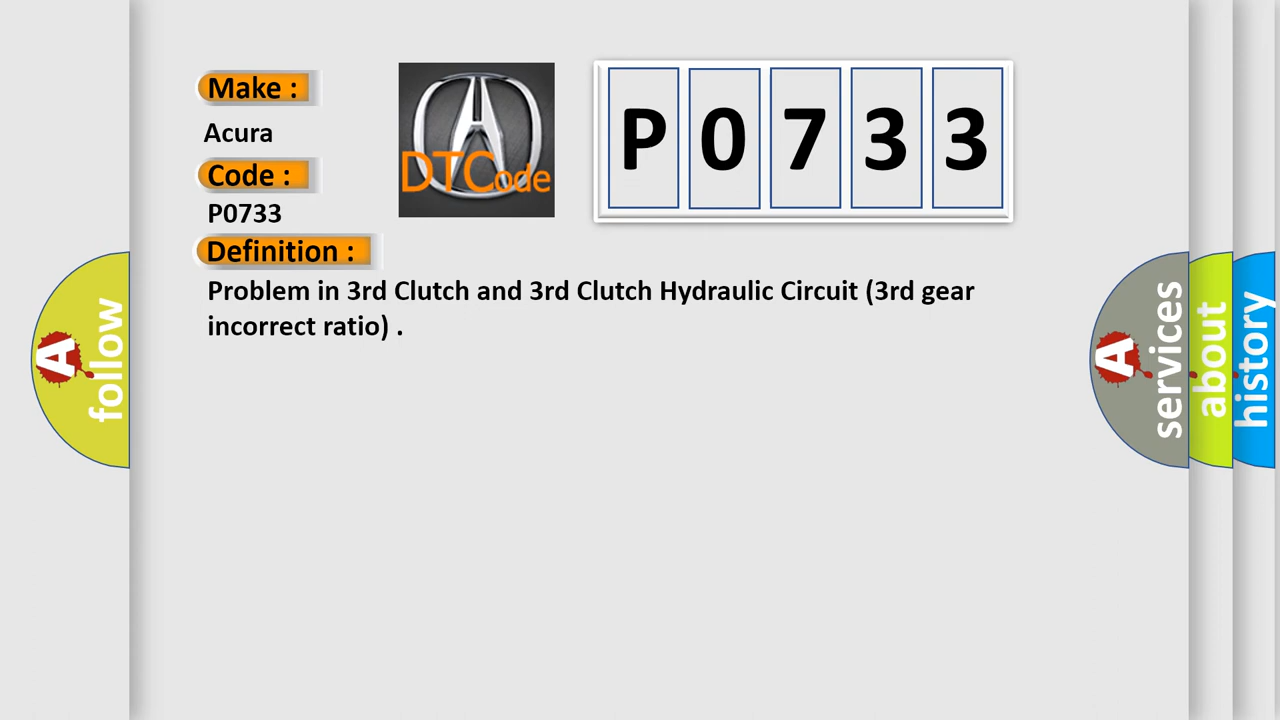 Make :
Acura
Code :
P0733
Definition :
Problem in 3rd Clutch and 3rd Clutch Hydraulic Circuit (3rd gear
incorrect ratio) .
DTCode
P0733
A follow
A services
about
history